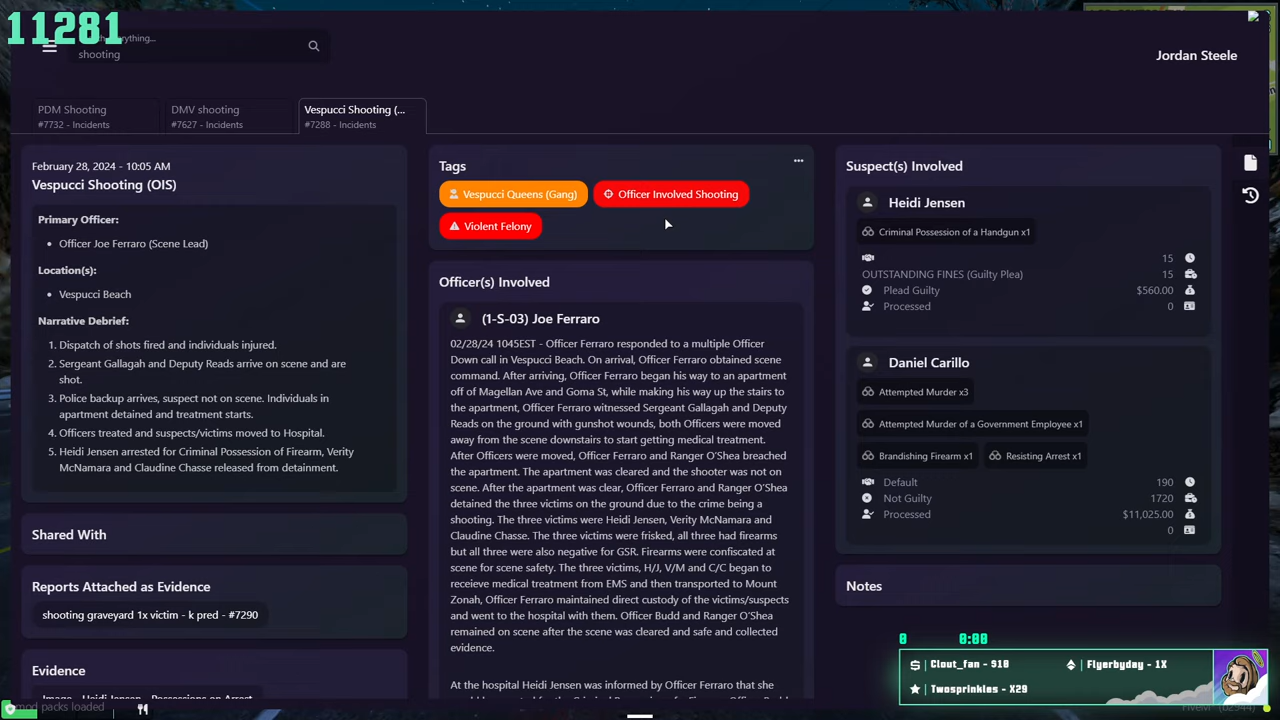 11281
everything...
shooting
Jordan Steele
PDM Shooting
#7732 - Incidents
DMV shooting
#7627 - Incidents
Vespucci Shooting (...
#7288 - Incidents
February 28, 2024 - 10:05 AM
Vespucci Shooting (OIS)
Primary Officer:
• Officer Joe Ferraro (Scene Lead)
Location(s):
• Vespucci Beach
Narrative Debrief:
1. Dispatch of shots fired and individuals injured.
2. Sergeant Gallagah and Deputy Reads arrive on scene and are
shot.
3. Police backup arrives, suspect not on scene. Individuals in
apartment detained and treatment starts.
4. Officers treated and suspects/victims moved to Hospital.
5. Heidi Jensen arrested for Criminal Possession of Firearm, Verity
McNamara and Claudine Chasse released from detainment.
Shared With
Reports Attached as Evidence
shooting graveyard 1x victim - k pred - #7290
Evidence
Image - Heidi Jensen - Possessions on Arrest
Tags
Vespucci Queens (Gang)
Officer Involved Shooting
Violent Felony
Officer(s) Involved
(1-S-03) Joe Ferraro
02/28/24 1045EST - Officer Ferraro responded to a multiple Officer
Down call in Vespucci Beach. On arrival, Officer Ferraro obtained scene
command. After arriving, Officer Ferraro began his way to an apartment
off of Magellan Ave and Goma St, while making his way up the stairs to
the apartment, Officer Ferraro witnessed Sergeant Gallagah and Deputy
Reads on the ground with gunshot wounds, both Officers were moved
away from the scene downstairs to start getting medical treatment.
After Officers were moved, Officer Ferraro and Ranger O'Shea breached
the apartment. The apartment was cleared and the shooter was not on
scene. After the apartment was clear, Officer Ferraro and Ranger O'Shea
detained the three victims on the ground due to the crime being a
shooting. The three victims were Heidi Jensen, Verity McNamara and
Claudine Chasse. The three victims were frisked, all three had firearms
but all three were also negative for GSR. Firearms were confiscated at
scene for scene safety. The three victims, H/J, V/M and C/C began to
receieve medical treatment from EMS and then transported to Mount
Zonah, Officer Ferraro maintained direct custody of the victims/suspects
and went to the hospital with them. Officer Budd and Ranger O'Shea
remained on scene after the scene was cleared and safe and collected
evidence.
At the hospital Heidi Jensen was informed by Officer Ferraro that she
Suspect(s) Involved
Heidi Jensen
Criminal Possession of a Handgun x1
15
OUTSTANDING FINES (Guilty Plea) 15
Plead Guilty $560.00
Processed 0
Daniel Carillo
Attempted Murder x3
Attempted Murder of a Government Employee x1
Brandishing Firearm x1
Resisting Arrest x1
Default 190
Not Guilty 1720
Processed $11,025.00
0
Notes
0 0:00
Clout_fan - $10
Flyerbyday - 1X
Twosprinkles - X29
mod packs loaded